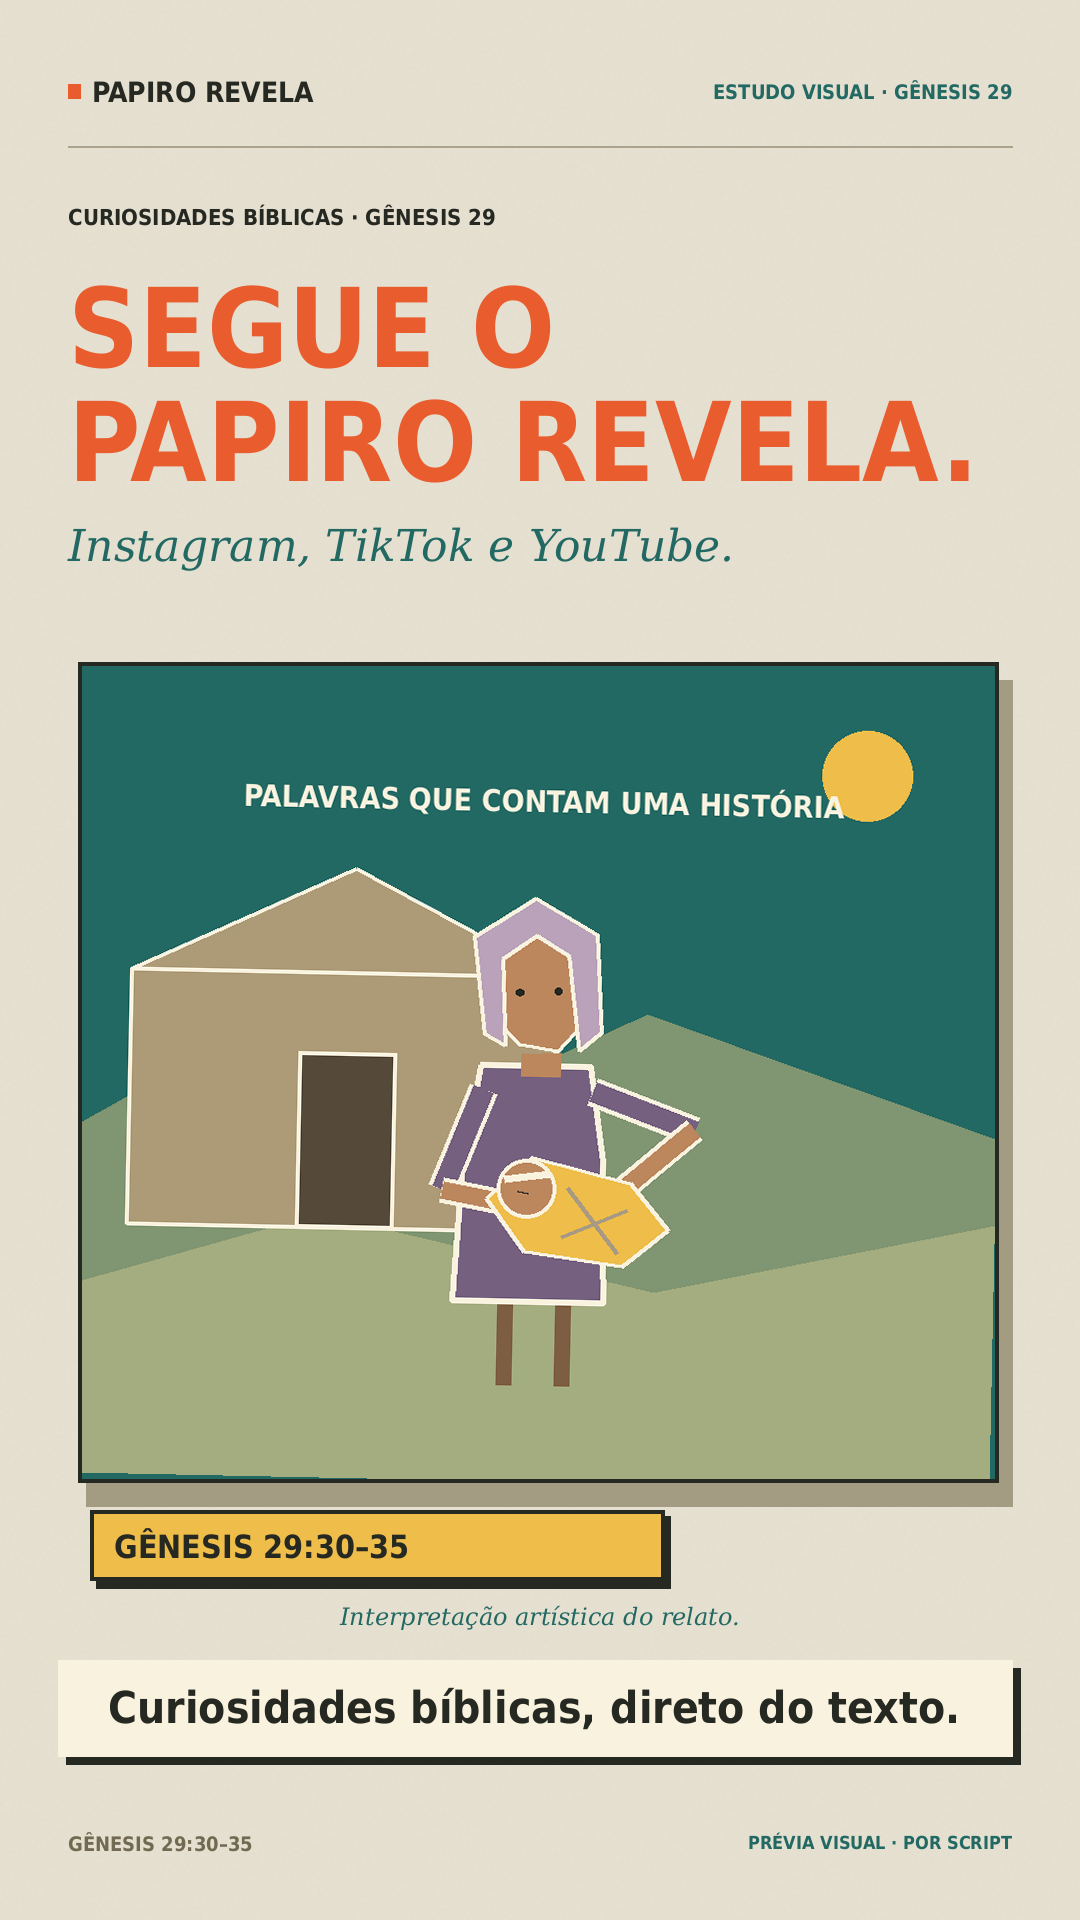 PAPIRO REVELA
ESTUDO VISUAL · GÊNESIS 29
CURIOSIDADES BÍBLICAS · GÊNESIS 29
SEGUE O
PAPIRO REVELA.
Instagram, TikTok e YouTube.
PALAVRAS QUE CONTAM UMA HISTÓRIA
GÊNESIS 29:30–35
Interpretação artística do relato.
Curiosidades bíblicas, direto do texto.
GÊNESIS 29:30–35
PRÉVIA VISUAL · POR SCRIPT